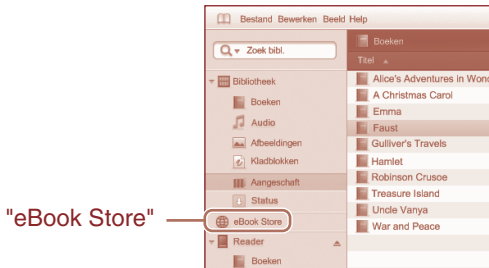 Bestand Bewerken Beeld Help
Zoek bibl.
Bibliotheek
Boeken
Audio
Afbeeldingen
Kladblokken
Aangeschaft
Status
eBook Store
Reader
Boeken
"eBook Store"
Boeken
Titel
Alice's Adventures in
A Christmas Carol
Emma
Faust
Gulliver's Travels
Hamlet
Robinson Crusoe
Treasure Island
Uncle Vanya
War and Peace